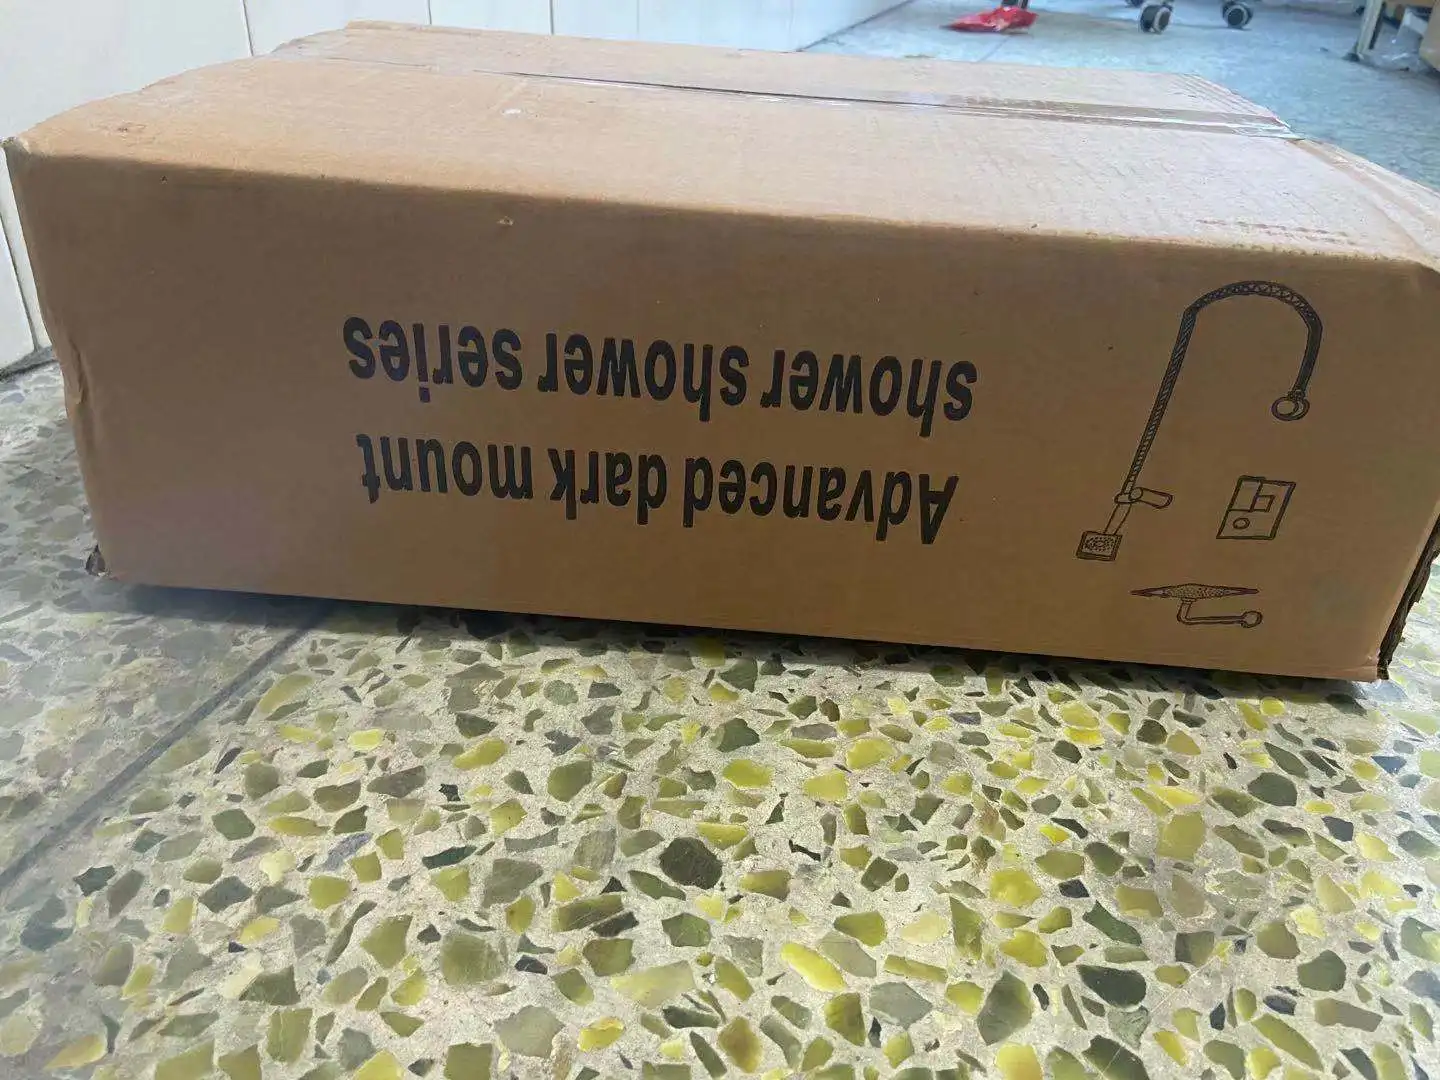 Advanced dark mount
shower shower series